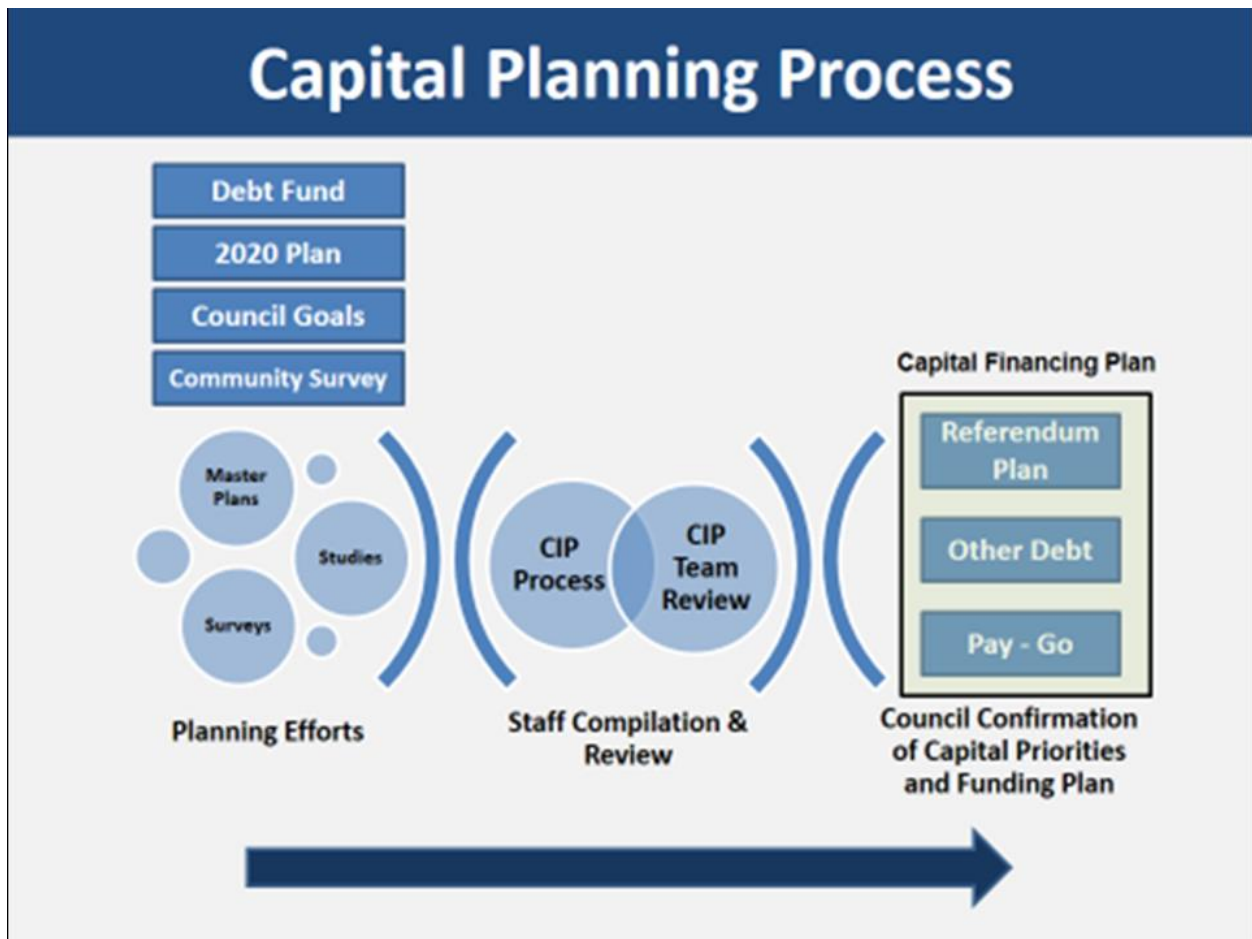 Capital Planning Process
Debt Fund
2020 Plan
Council Goals
Community Survey
Master
Plans
Studies
Surveys
Planning Efforts
CIP
Process
CIP
Team
Review
Staff Compilation &
Review
Capital Financing Plan
Referendum
Plan
Other Debt
Pay - Go
Council Confirmation
of Capital Priorities
and Funding Plan